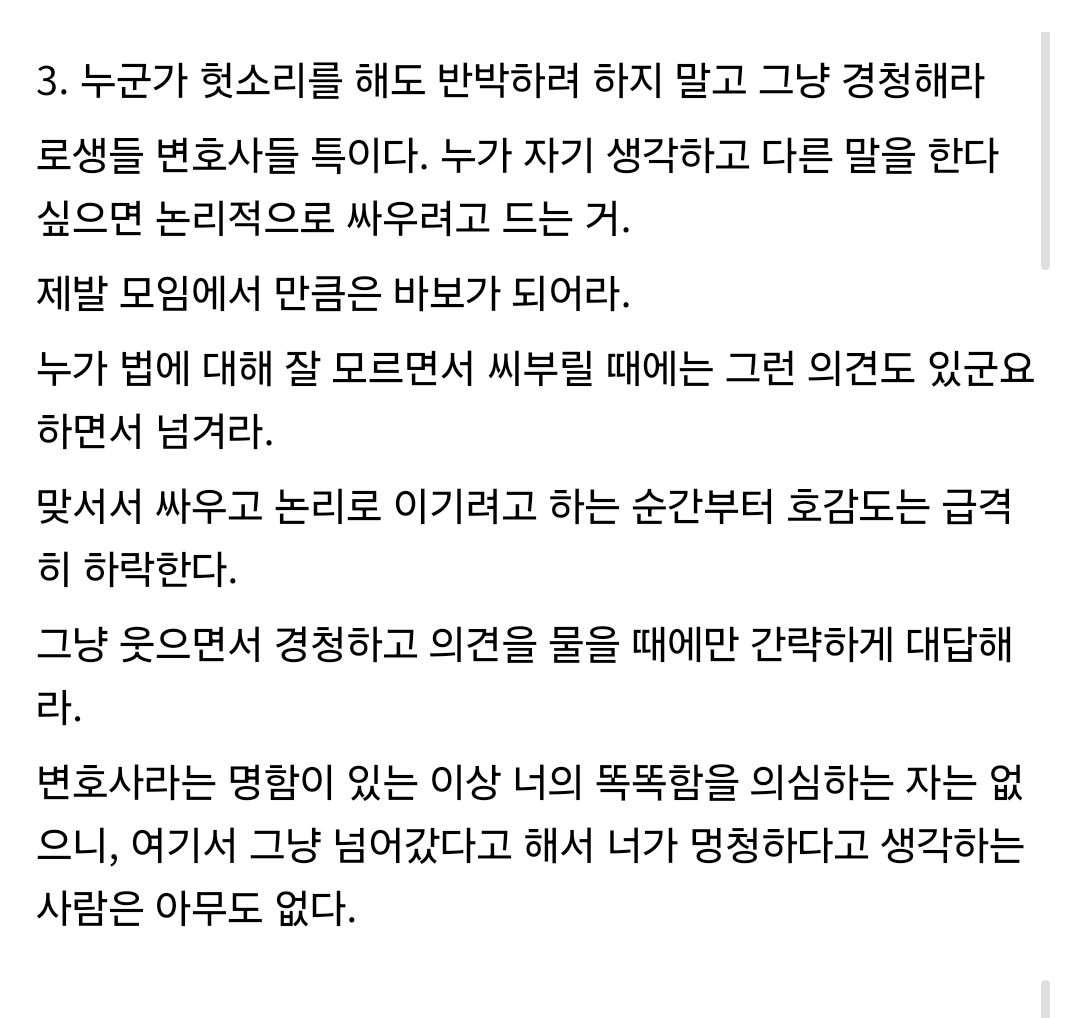 3. 누군가 헛소리를 해도 반박하려 하지 말고 그냥 경청해라
로생들 변호사들 특이다. 누가 자기 생각하고 다른 말을 한다
싶으면 논리적으로 싸우려고 드는 거.
제발 모임에서 만큼은 바보가 되어라.
누가 법에 대해 잘 모르면서 씨부릴 때에는 그런 의견도 있군요
하면서 넘겨라.
맞서서 싸우고 논리로 이기려고 하는 순간부터 호감도는 급격
히 하락한다.
그냥 웃으면서 경청하고 의견을 물을 때에만 간략하게 대답해
라.
변호사라는 명함이 있는 이상 너의 똑똑함을 의심하는 자는 없
으니, 여기서 그냥 넘어갔다고 해서 너가 멍청하다고 생각하는
사람은 아무도 없다.